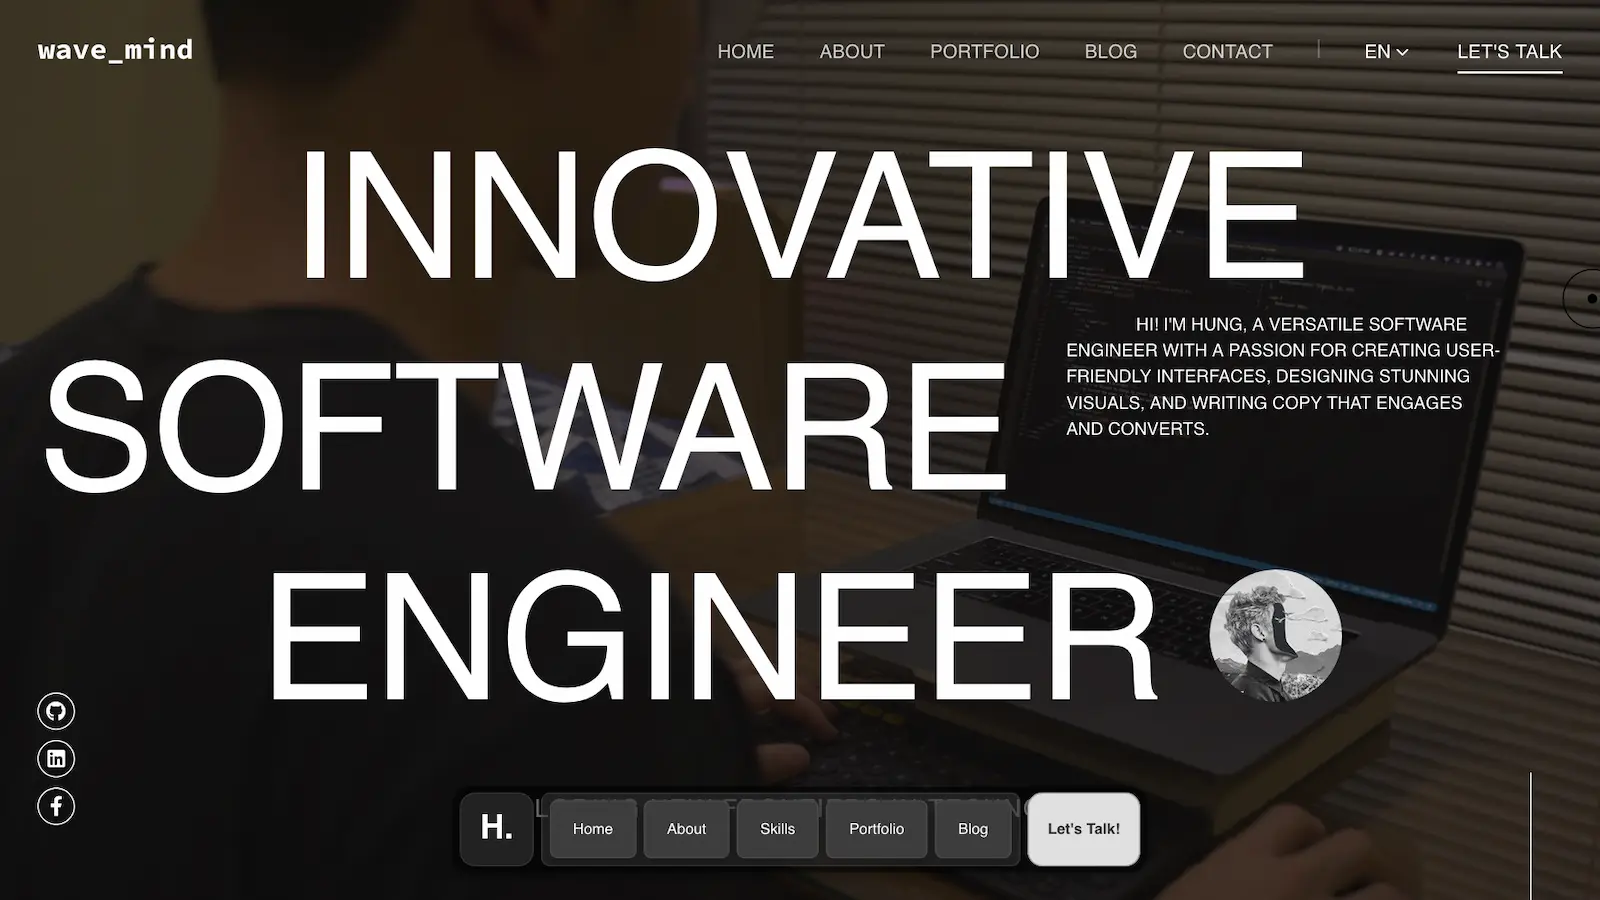 wave_mind
HOME ABOUT PORTFOLIO BLOG CONTACT EN LET'S TALK
INNOVATIVE
HI! I'M HUNG, A VERSATILE SOFTWARE
ENGINEER WITH A PASSION FOR CREATING USER-
FRIENDLY INTERFACES, DESIGNING STUNNING
VISUALS, AND WRITING COPY THAT ENGAGES
AND CONVERTS.
SOFTWARE
ENGINEER
H. Home About Skills Portfolio Blog Let's Talk!